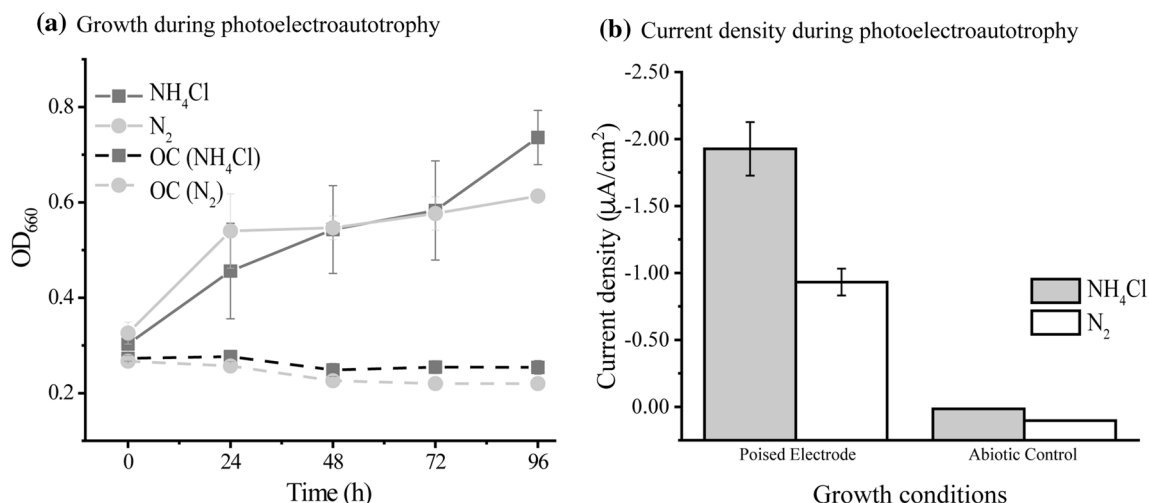 (a) Growth during photoelectroautotrophy
NH₄Cl
N₂
OC (NH₄Cl)
OC (N₂)
0.8
0.6
0.4
0.2
OD₆₆₀
0 24 48 72 96
Time (h)
(b) Current density during photoelectroautotrophy
-2.50
-2.00
-1.50
-1.00
-0.50
0.00
Current density (µA/cm²)
NH₄Cl
N₂
Poised Electrode Abiotic Control
Growth conditions